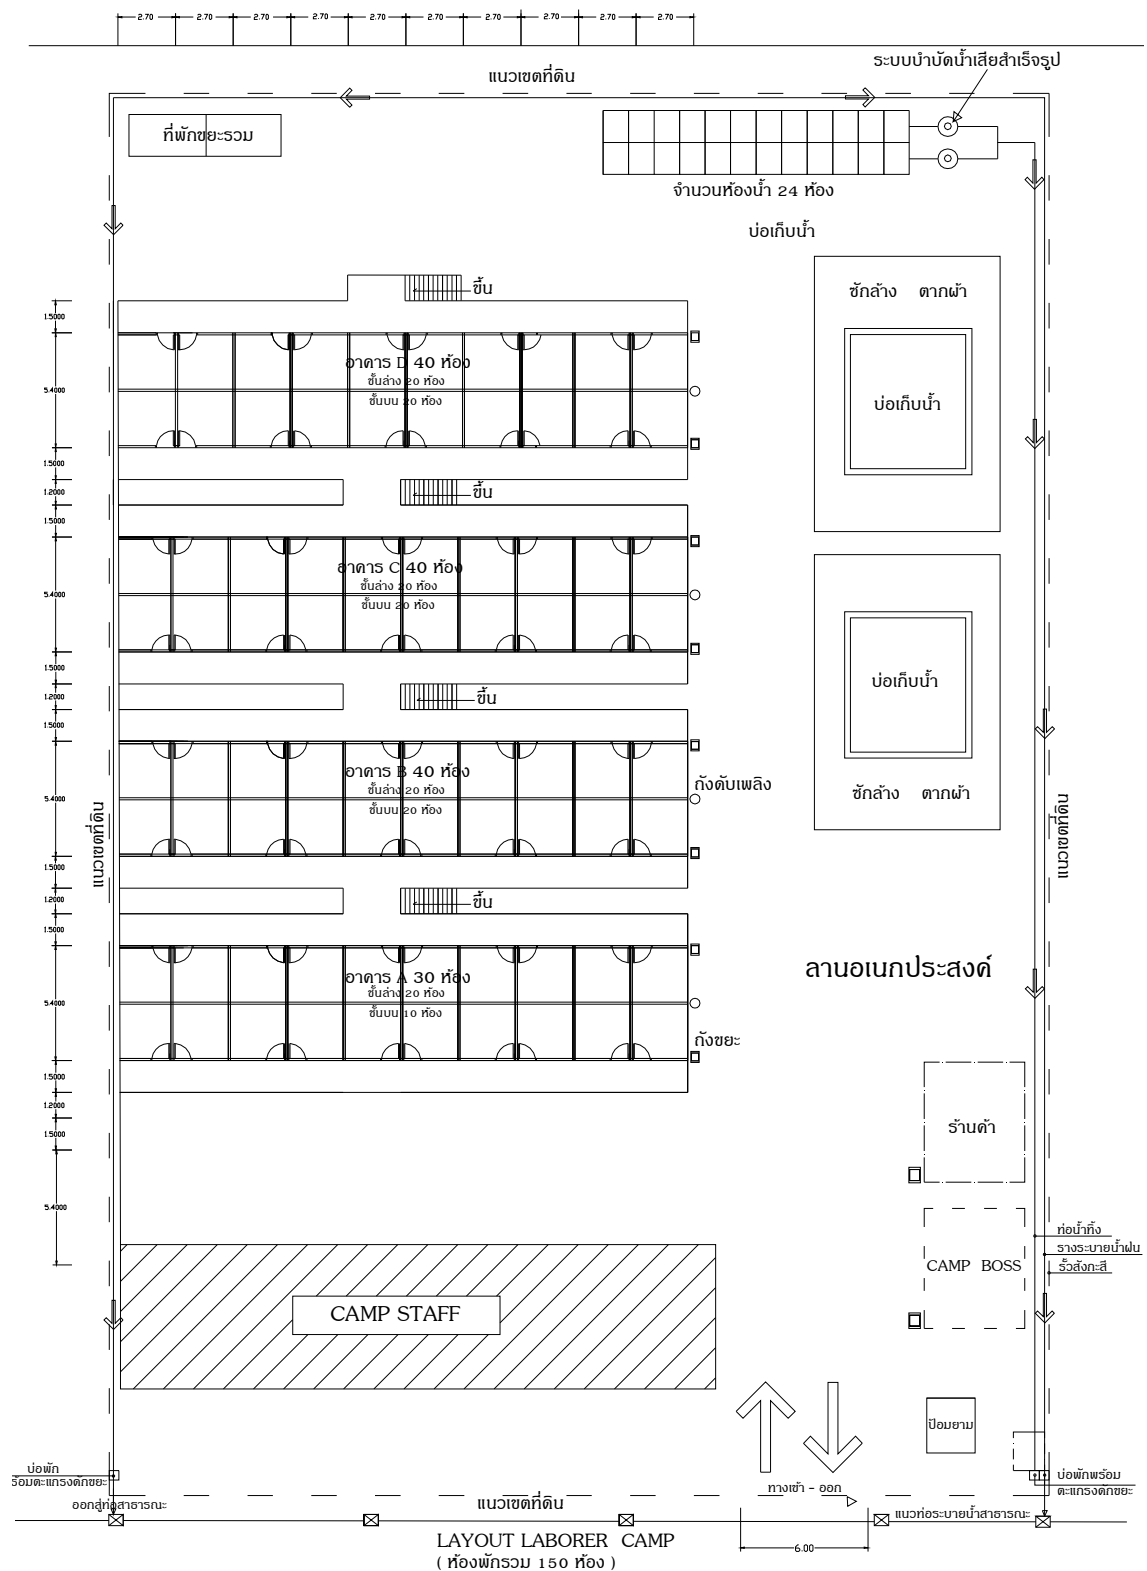 2.70 2.70 2.70 2.70 2.70 2.70 2.70 2.70 2.70 2.70
ระบบบำบัดน้ำเสียสำเร็จรูป
แนวเขตที่ดิน
ที่พักขยะรวม
จำนวนห้องน้ำ 24 ห้อง
บ่อเก็บน้ำ
ซักล้าง ตากผ้า
ขึ้น
1.5000
อาคาร D 40 ห้อง
ชั้นล่าง 20 ห้อง
ชั้นบน 20 ห้อง
5.4000
บ่อเก็บน้ำ
1.5000
1.2000
ขึ้น
1.5000
อาคาร C 40 ห้อง
ชั้นล่าง 20 ห้อง
ชั้นบน 20 ห้อง
5.4000
1.5000
1.2000
ขึ้น
บ่อเก็บน้ำ
1.5000
อาคาร B 40 ห้อง
ชั้นล่าง 20 ห้อง
ชั้นบน 20 ห้อง
5.4000
ถังดับเพลิง
ซักล้าง ตากผ้า
แนวเขตที่ดิน
แนวเขตที่ดิน
1.5000
1.2000
ขึ้น
1.5000
ลานอเนกประสงค์
อาคาร A 30 ห้อง
ชั้นล่าง 20 ห้อง
ชั้นบน 10 ห้อง
5.4000
ถังขยะ
1.5000
1.2000
1.5000
ร้านค้า
5.4000
ท่อน้ำทิ้ง
รางระบายน้ำฝน
รั้วสังกะสี
CAMP BOSS
CAMP STAFF
ป้อมยาม
บ่อพัก
ร้อมตะแกรงดักขยะ
บ่อพักพร้อม
ตะแกรงดักขยะ
ทางเข้า - ออก
ออกสู่ท่อสาธารณะ
แนวเขตที่ดิน
แนวท่อระบายน้ำสาธารณะ
LAYOUT LABORER CAMP
6.00
( ห้องพักรวม 150 ห้อง )